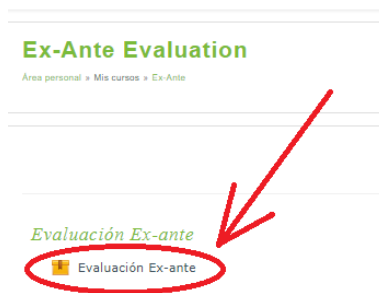 Ex-Ante Evaluation
Área personal » Mis cursos » Ex-Ante
Evaluación Ex-ante
Evaluación Ex-ante